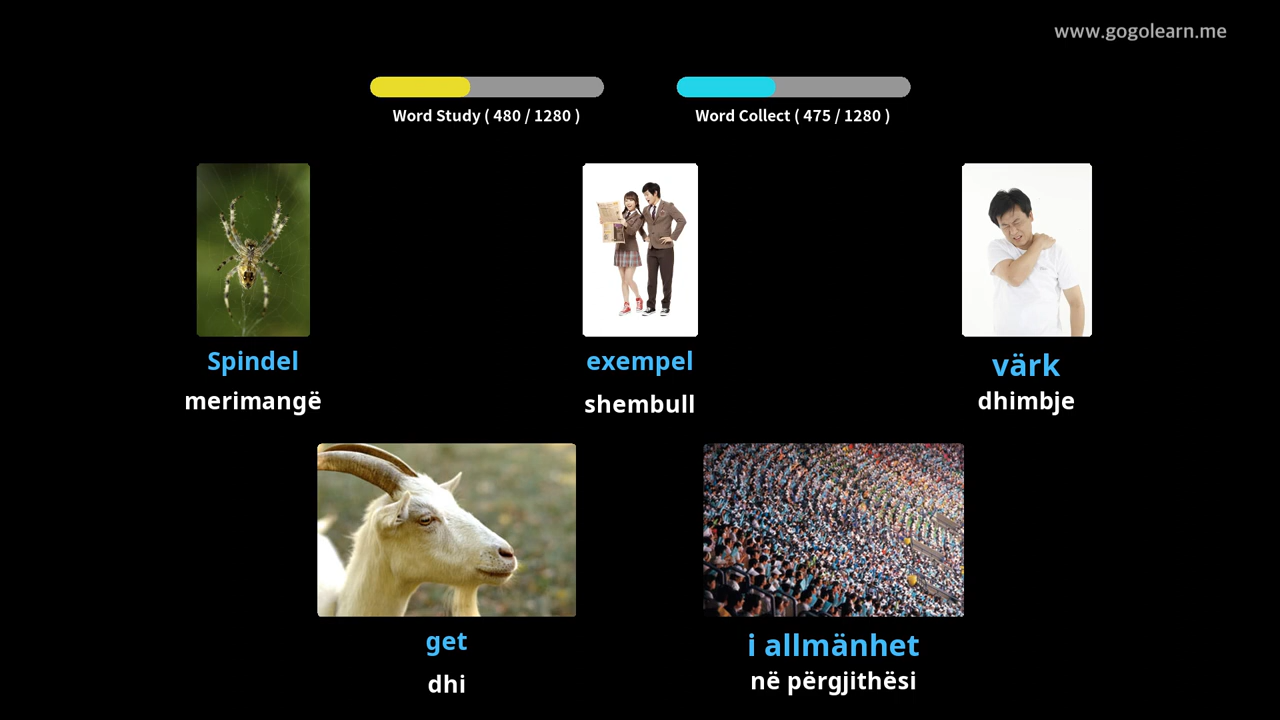 www.gogolearn.me
Word Study ( 480 / 1280 )
Word Collect ( 475 / 1280 )
Spindel
merimangë
exempel
shembull
värk
dhimbje
get
dhi
i allmänhet
në përgjithësi